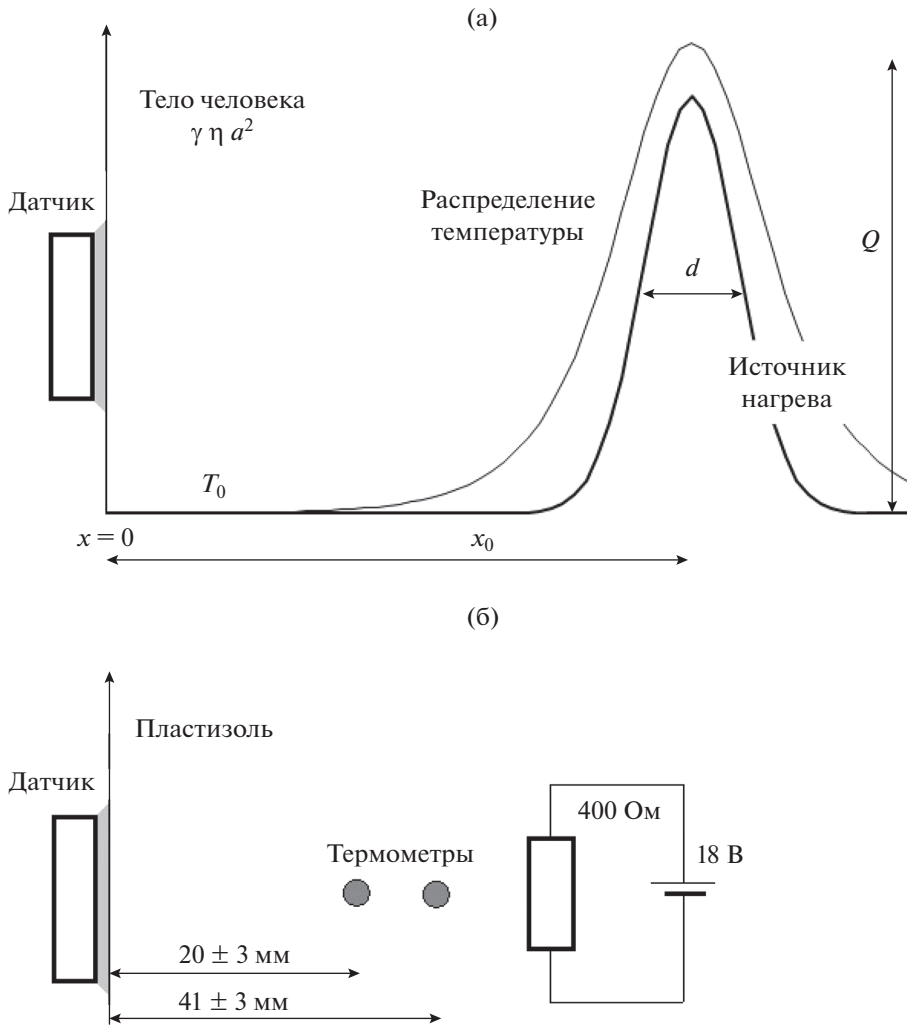 (а)
Тело человека
γ η a²
Датчик
Распределение
температуры
Q
d
Источник
нагрева
T₀
x = 0
x₀
(б)
Пластизоль
Датчик
400 Ом
Термометры
18 В
20 ± 3 мм
41 ± 3 мм